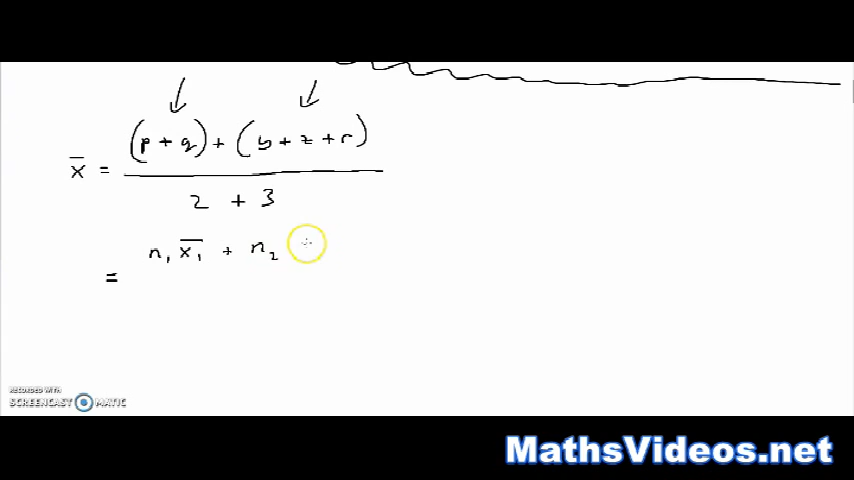 (p + q) + (b + z + r)
x̄ =
2 + 3
n₁ x̄₁ + n₂
=
RECORDED WITH
SCREENCAST MATIC
MathsVideos.net